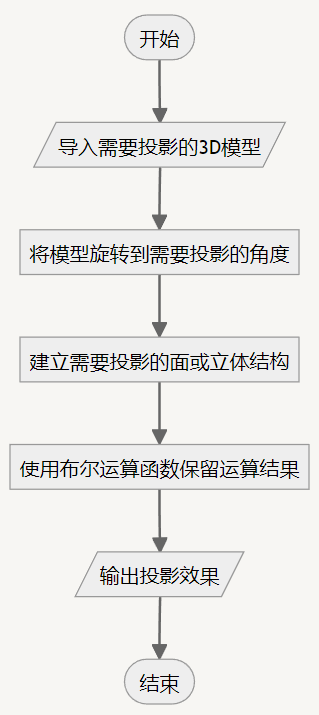 开始
导入需要投影的3D模型
将模型旋转到需要投影的角度
建立需要投影的面或立体结构
使用布尔运算函数保留运算结果
输出投影效果
结束